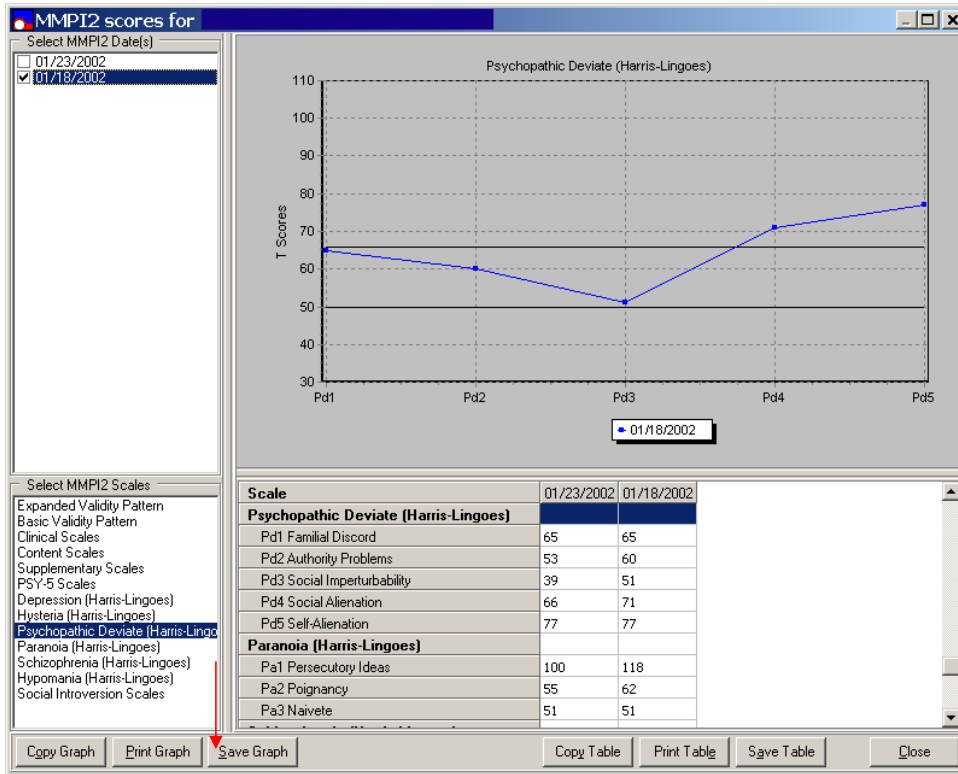 MMPI2 scores for
Select MMPI2 Date(s)
01/23/2002
01/18/2002
Psychopathic Deviate (Harris-Lingoes)
T Scores
110
100
90
80
70
60
50
40
30
Pd1 Pd2 Pd3 Pd4 Pd5
01/18/2002
Select MMPI2 Scales
Expanded Validity Pattern
Basic Validity Pattern
Clinical Scales
Content Scales
Supplementary Scales
PSY-5 Scales
Depression (Harris-Lingoes)
Hysteria (Harris-Lingoes)
Psychopathic Deviate (Harris-Lingo
Paranoia (Harris-Lingoes)
Schizophrenia (Harris-Lingoes)
Hypomania (Harris-Lingoes)
Social Introversion Scales
Scale 01/23/2002 01/18/2002
Psychopathic Deviate (Harris-Lingoes)
Pd1 Familial Discord 65 65
Pd2 Authority Problems 53 60
Pd3 Social Imperturbability 39 51
Pd4 Social Alienation 66 71
Pd5 Self-Alienation 77 77
Paranoia (Harris-Lingoes)
Pa1 Persecutory Ideas 100 118
Pa2 Poignancy 55 62
Pa3 Naivete 51 51
Copy Graph Print Graph Save Graph Copy Table Print Table Save Table Close